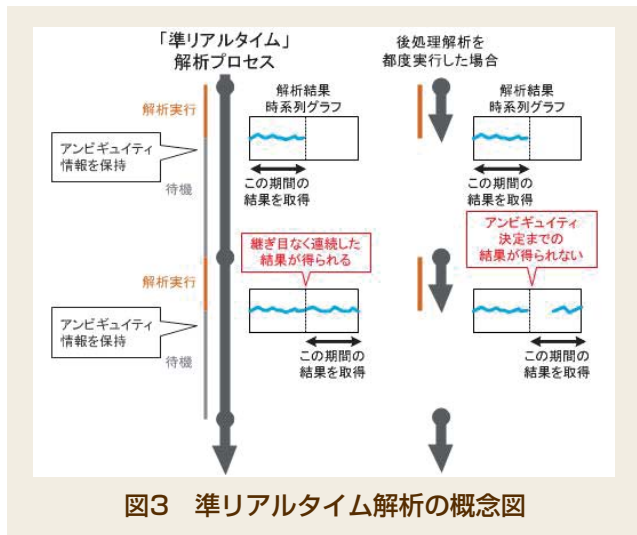 「準リアルタイム」
解析プロセス
後処理解析を
都度実行した場合
解析実行
アンビギュイティ
情報を保持
待機
解析結果
時系列グラフ
この期間の
結果を取得
解析結果
時系列グラフ
この期間の
結果を取得
継ぎ目なく連続した
結果が得られる
アンビギュイティ
決定までの
結果が得られない
解析実行
アンビギュイティ
情報を保持
待機
この期間の
結果を取得
この期間の
結果を取得
図3 準リアルタイム解析の概念図